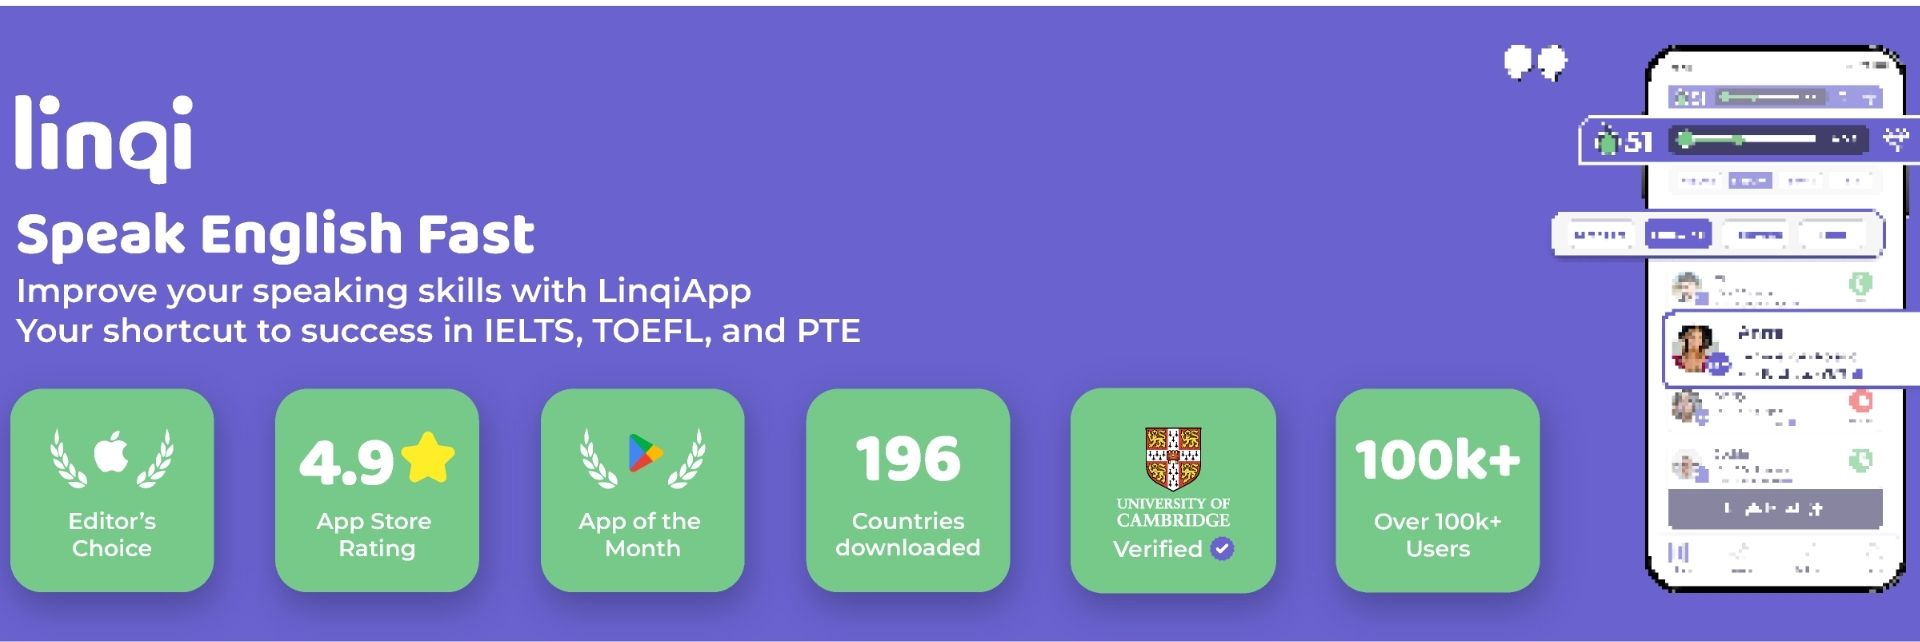 linqi
Speak English Fast
Improve your speaking skills with LinqiApp
Your shortcut to success in IELTS, TOEFL, and PTE
Editor's
Choice
4.9
App Store
Rating
App of the
Month
196
Countries
downloaded
UNIVERSITY OF
CAMBRIDGE
Verified
100k+
Over 100k+
Users
”
51
51
Anna